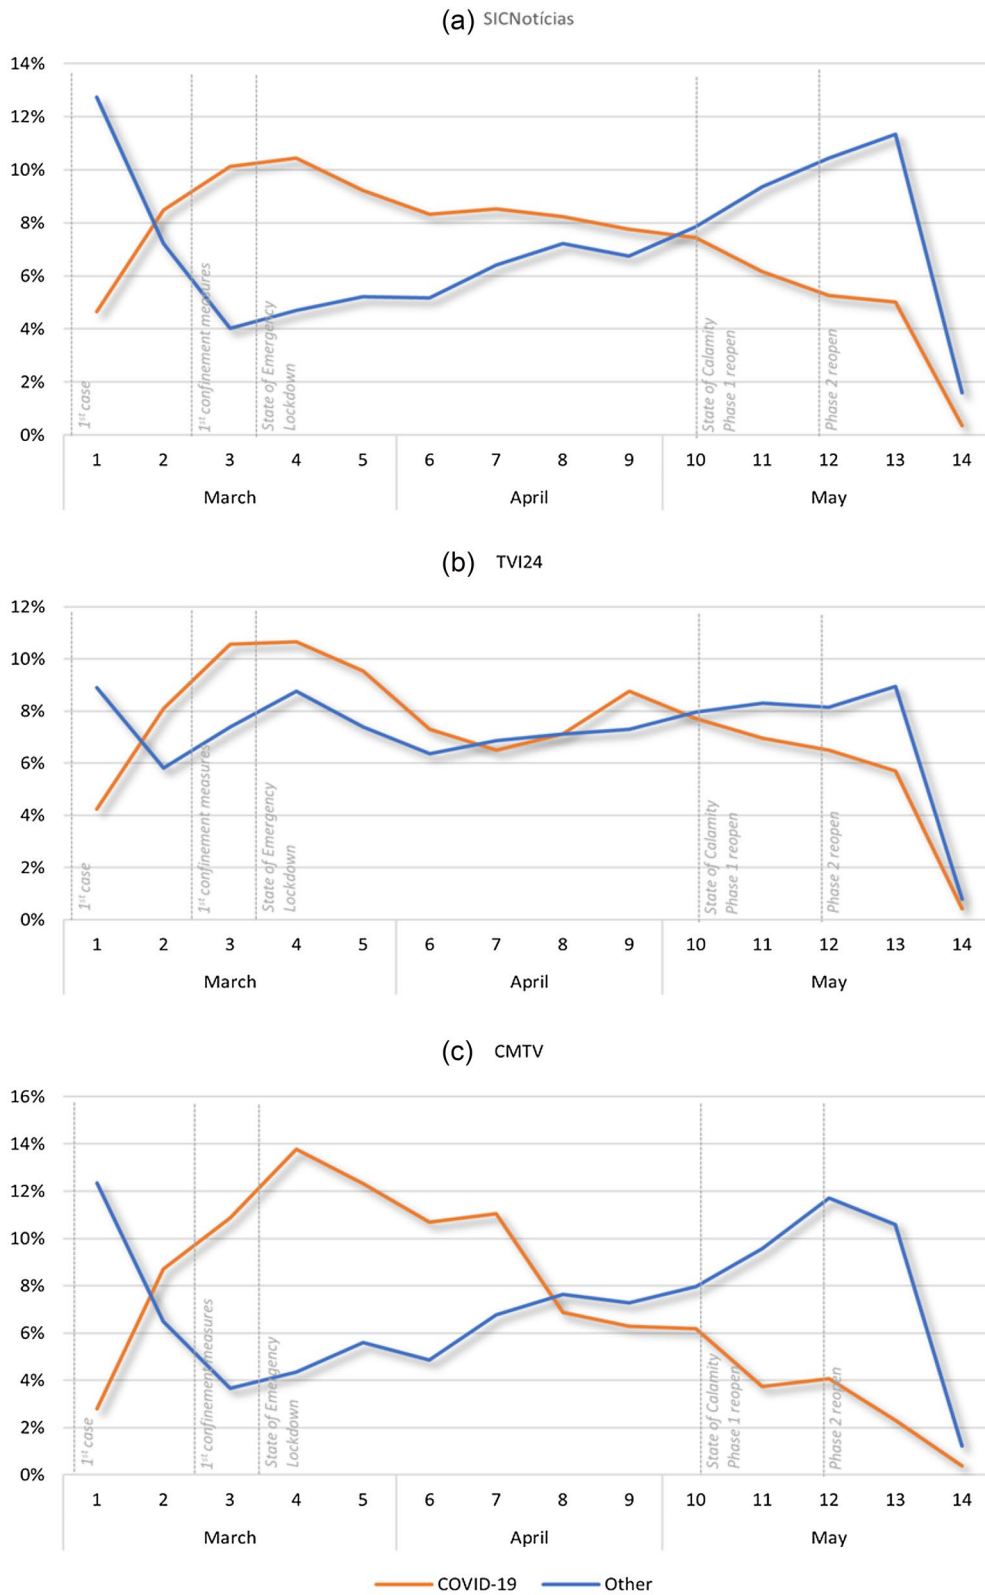 (a) SICNotícias
14%
12%
10%
8%
6%
4%
2%
0%
1st case
1st confinement measures
State of Emergency
Lockdown
State of Calamity
Phase 1 reopen
Phase 2 reopen
1 2 3 4 5 6 7 8 9 10 11 12 13 14
March April May
(b) TVI24
12%
10%
8%
6%
4%
2%
0%
1st case
1st confinement measures
State of Emergency
Lockdown
State of Calamity
Phase 1 reopen
Phase 2 reopen
1 2 3 4 5 6 7 8 9 10 11 12 13 14
March April May
(c) CMTV
16%
14%
12%
10%
8%
6%
4%
2%
0%
1st case
1st confinement measures
State of Emergency
Lockdown
State of Calamity
Phase 1 reopen
Phase 2 reopen
1 2 3 4 5 6 7 8 9 10 11 12 13 14
March April May
COVID-19 Other